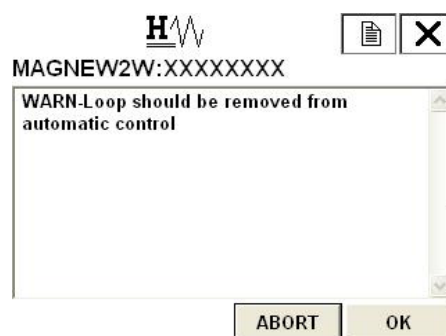 H
MAGNEW2W:XXXXXXXX
WARN-Loop should be removed from
automatic control
ABORT OK